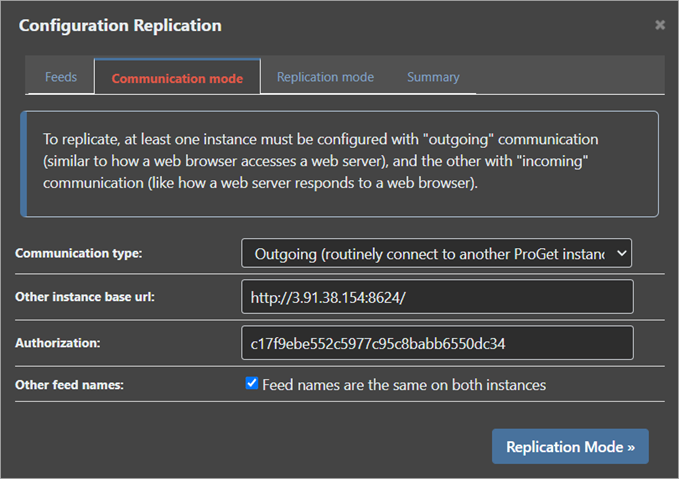 Configuration Replication
Feeds
Communication mode
Replication mode
Summary
To replicate, at least one instance must be configured with "outgoing" communication
(similar to how a web browser accesses a web server), and the other with "incoming"
communication (like how a web server responds to a web browser).
Communication type:
Outgoing (routinely connect to another ProGet instanc
Other instance base url:
http://3.91.38.154:8624/
Authorization:
c17f9ebe552c5977c95c8babb6550dc34
Other feed names:
Feed names are the same on both instances
Replication Mode »